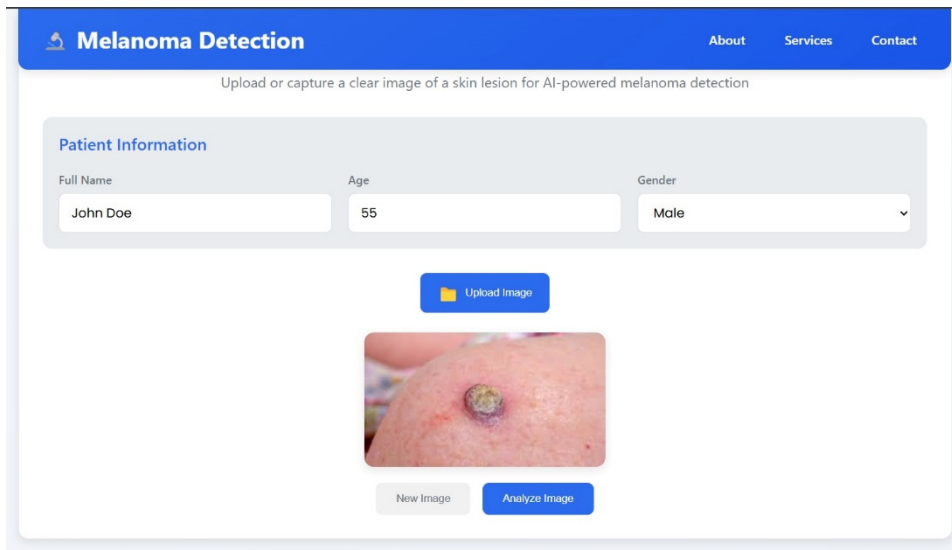 Melanoma Detection
About Services Contact
Upload or capture a clear image of a skin lesion for AI-powered melanoma detection
Patient Information
Full Name Age Gender
John Doe 55 Male
Upload Image
New Image Analyze Image